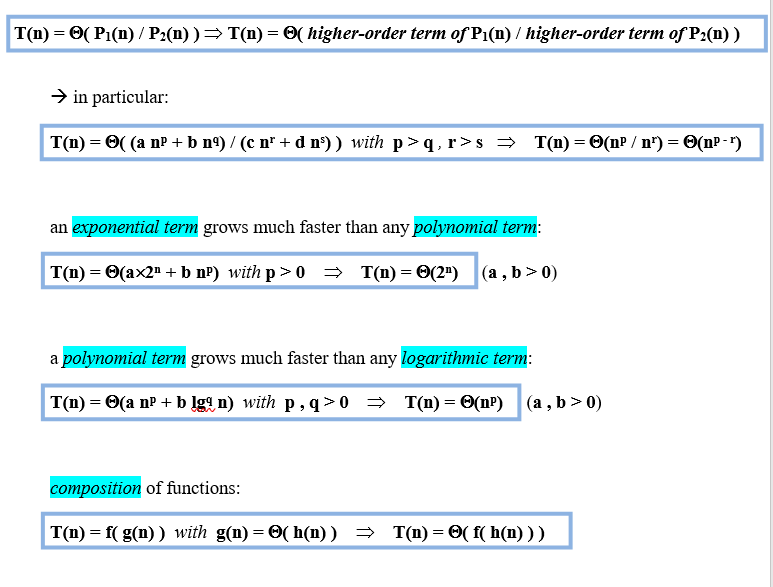 T(n) = Θ( P₁(n) / P₂(n) ) ⇒ T(n) = Θ( higher-order term of P₁(n) / higher-order term of P₂(n) )
→ in particular:
T(n) = Θ( (a nᵖ + b n^q) / (c nʳ + d nˢ) ) with p > q , r > s ⇒ T(n) = Θ(nᵖ / nʳ) = Θ(nᵖ ⁻ ʳ)
an exponential term grows much faster than any polynomial term:
T(n) = Θ(a×2ⁿ + b nᵖ) with p > 0 ⇒ T(n) = Θ(2ⁿ) (a , b > 0)
a polynomial term grows much faster than any logarithmic term:
T(n) = Θ(a nᵖ + b lg^q n) with p , q > 0 ⇒ T(n) = Θ(nᵖ) (a , b > 0)
composition of functions:
T(n) = f( g(n) ) with g(n) = Θ( h(n) ) ⇒ T(n) = Θ( f( h(n) ) )